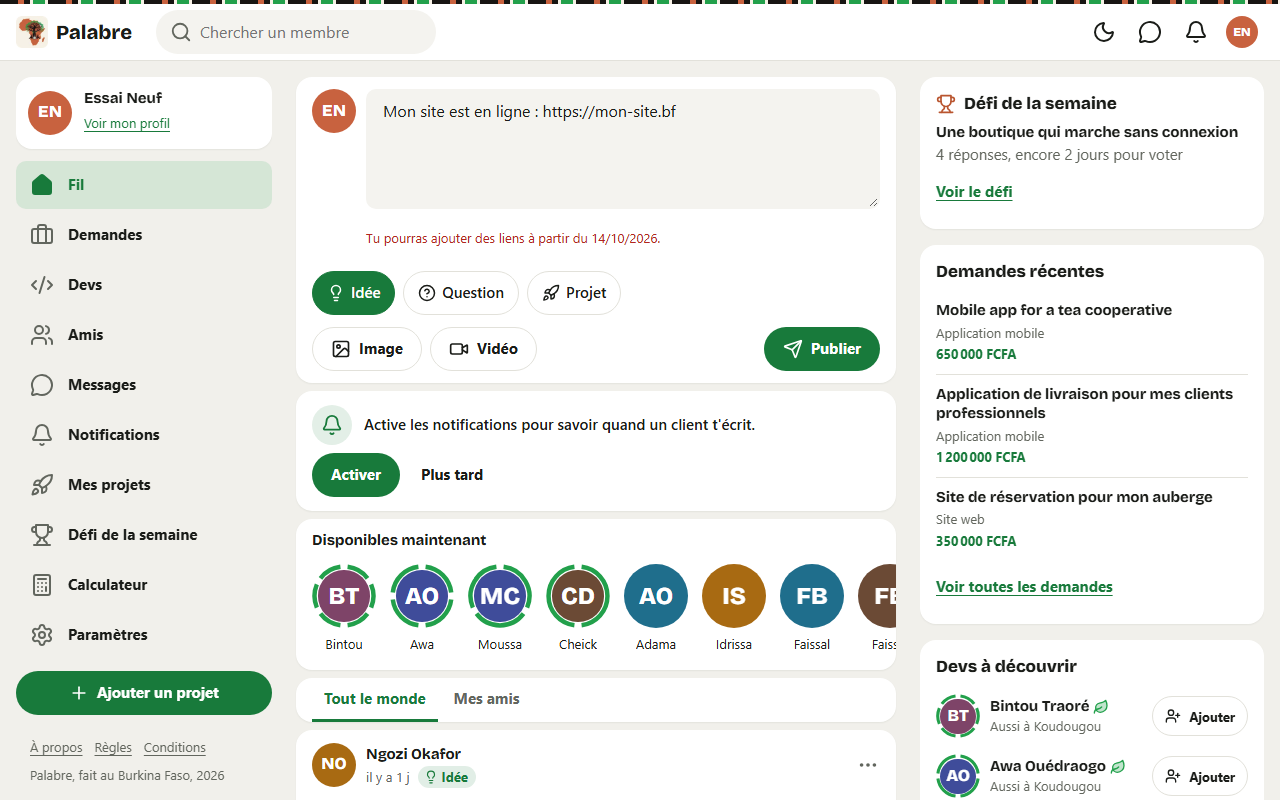 Palabre
Chercher un membre
EN
EN
Essai Neuf
Voir mon profil
Fil
Demandes
Devs
Amis
Messages
Notifications
Mes projets
Défi de la semaine
Calculateur
Paramètres
Ajouter un projet
À propos Règles Conditions
Palabre, fait au Burkina Faso, 2026
EN
Mon site est en ligne : https://mon-site.bf
Tu pourras ajouter des liens à partir du 14/10/2026.
Idée Question Projet
Image Vidéo Publier
Active les notifications pour savoir quand un client t'écrit.
Activer Plus tard
Disponibles maintenant
BT AO MC CD AO IS FB
Bintou Awa Moussa Cheick Adama Idrissa Faissal
Tout le monde Mes amis
NO
Ngozi Okafor
il y a 1 j Idée
Défi de la semaine
Une boutique qui marche sans connexion
4 réponses, encore 2 jours pour voter
Voir le défi
Demandes récentes
Mobile app for a tea cooperative
Application mobile
650 000 FCFA
Application de livraison pour mes clients
professionnels
Application mobile
1 200 000 FCFA
Site de réservation pour mon auberge
Site web
350 000 FCFA
Voir toutes les demandes
Devs à découvrir
BT
Bintou Traoré
Aussi à Koudougou
Ajouter
AO
Awa Ouédraogo
Aussi à Koudougou
Ajouter